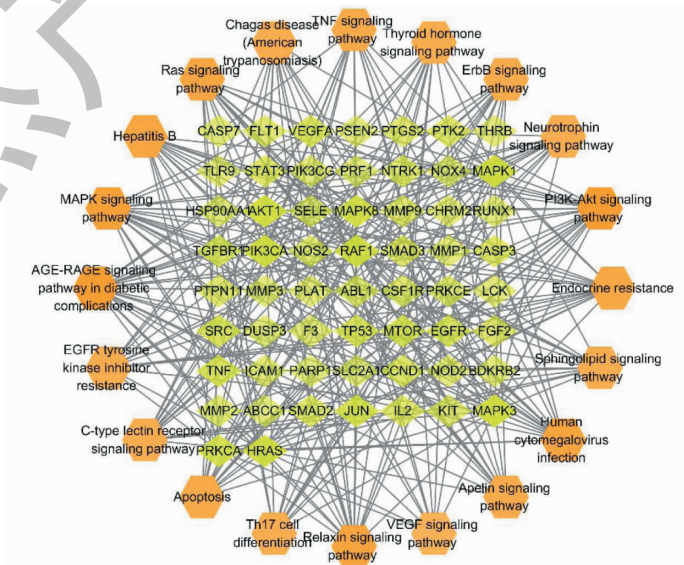 Chagas disease
(American
trypanosomiasis)
TNF signaling
pathway
Thyroid hormone
signaling pathway
Ras signaling
pathway
ErbB signaling
pathway
Hepatitis B
Neurotrophin
signaling pathway
CASP7 FLT1 VEGFA PSEN2 PTGS2 PTK2 THRB
TLR9 STAT3 PIK3CG PRF1 NTRK1 NOX4 MAPK1
MAPK signaling
pathway
PI3K-Akt signaling
pathway
HSP90AA1 AKT1 SELE MAPK8 MMP9 CHRM2 RUNX1
TGFBR1 PIK3CA NOS2 RAF1 SMAD3 MMP1 CASP3
AGE-RAGE signaling
pathway in diabetic
complications
Endocrine resistance
PTPN11 MMP3 PLAT ABL1 CSF1R PRKCE LCK
SRC DUSP3 F3 TP53 MTOR EGFR FGF2
EGFR tyrosine
kinase inhibitor
resistance
Sphingolipid signaling
pathway
TNF ICAM1 PARP1 SLC2A1 CCND1 NOD2 BDKRB2
MMP2 ABCC1 SMAD2 JUN IL2 KIT MAPK3
C-type lectin receptor
signaling pathway
Human
cytomegalovirus
infection
PRKCA HRAS
Apoptosis
Apelin signaling
pathway
Th17 cell
differentiation
Relaxin signaling
pathway
VEGF signaling
pathway